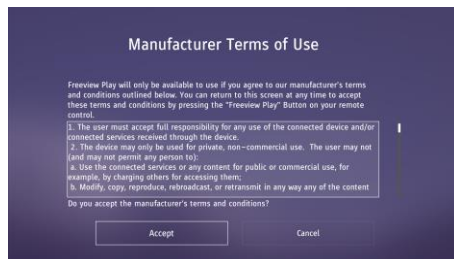 Manufacturer Terms of Use
Freeview Play will only be available to use if you agree to our manufacturer's terms
and conditions outlined below. You can return to this screen at any time to accept
these terms and conditions by pressing the "Freeview Play" Button on your remote
control.
1. The user must accept full responsibility for any use of the connected device and/or
connected services received through the device.
2. The device may only be used for private, non-commercial use. The user may not
(and may not permit any person to):
a. Use the connected services or any content for public or commercial use, for
example, by charging others for accessing them;
b. Modify, copy, reproduce, rebroadcast, or retransmit in any way any of the content
Do you accept the manufacturer's terms and conditions?
Accept
Cancel